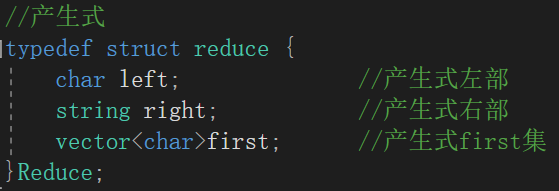 //产生式
typedef struct reduce {
char left; //产生式左部
string right; //产生式右部
vector<char>first; //产生式first集
}Reduce;